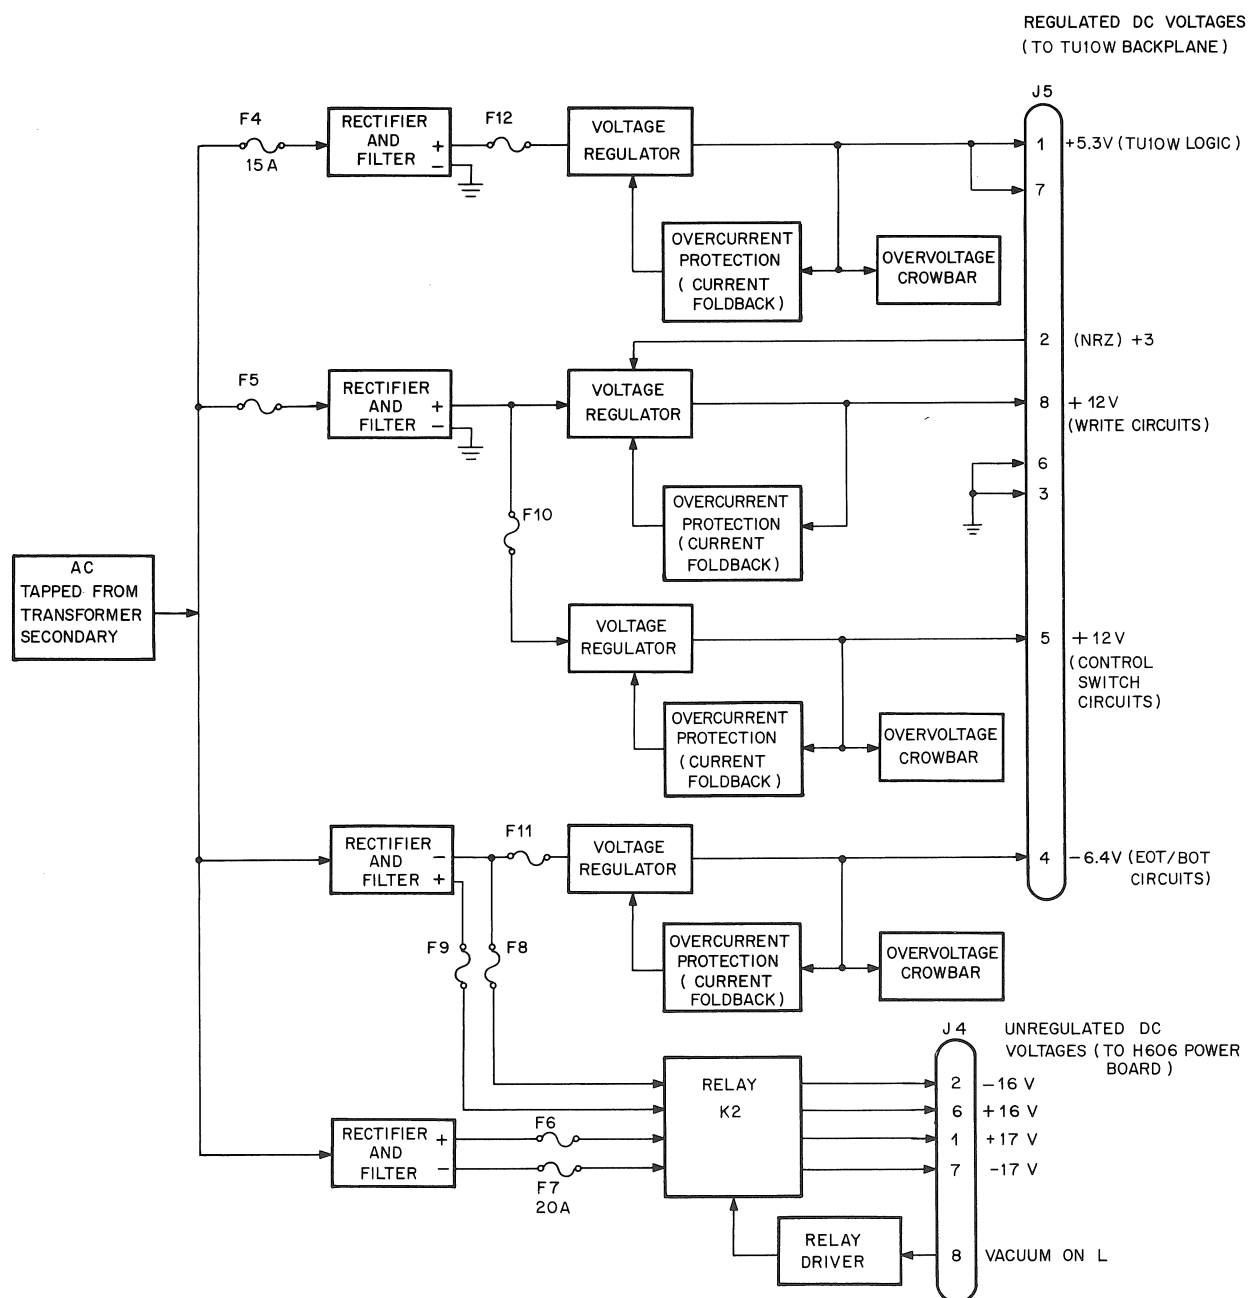 REGULATED DC VOLTAGES
(TO TU10W BACKPLANE)
J5
F4
15 A
RECTIFIER
AND
FILTER
+
−
F12
VOLTAGE
REGULATOR
1
+5.3V (TU10W LOGIC)
7
OVERCURRENT
PROTECTION
( CURRENT
FOLDBACK)
OVERVOLTAGE
CROWBAR
2
(NRZ) +3
F5
RECTIFIER
AND
FILTER
+
−
VOLTAGE
REGULATOR
8
+ 12V
(WRITE CIRCUITS)
6
3
F10
OVERCURRENT
PROTECTION
( CURRENT
FOLDBACK)
AC
TAPPED FROM
TRANSFORMER
SECONDARY
VOLTAGE
REGULATOR
5
+ 12V
(CONTROL
SWITCH
CIRCUITS)
OVERCURRENT
PROTECTION
( CURRENT
FOLDBACK)
OVERVOLTAGE
CROWBAR
RECTIFIER
AND
FILTER
−
+
F11
VOLTAGE
REGULATOR
4
−6.4V (EOT/BOT
CIRCUITS)
F9
F8
OVERCURRENT
PROTECTION
( CURRENT
FOLDBACK)
OVERVOLTAGE
CROWBAR
J4
UNREGULATED DC
VOLTAGES (TO H606 POWER
BOARD)
RELAY
K2
2
−16 V
6
+16 V
1
+17 V
7
-17 V
RECTIFIER
AND
FILTER
+
−
F6
F7
20A
RELAY
DRIVER
8
VACUUM ON L